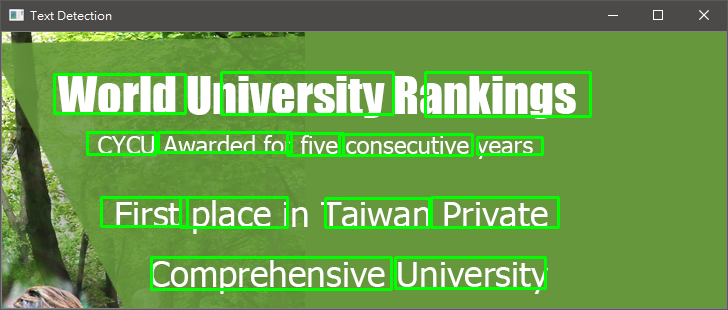 Text Detection
World University Rankings
CYCU Awarded for five consecutive years
First place in Taiwan Private
Comprehensive University